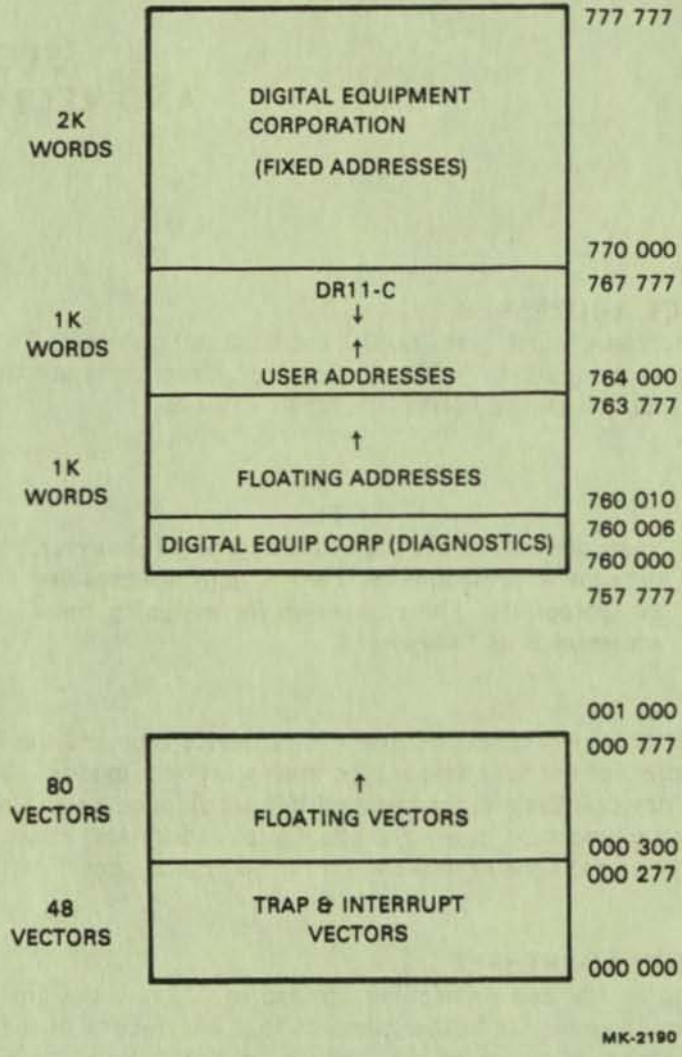 777 777
2K
WORDS
DIGITAL EQUIPMENT
CORPORATION
(FIXED ADDRESSES)
770 000
767 777
1K
WORDS
DR11-C
↓
↑
USER ADDRESSES
764 000
763 777
1K
WORDS
↑
FLOATING ADDRESSES
760 010
760 006
DIGITAL EQUIP CORP (DIAGNOSTICS)
760 000
757 777
001 000
000 777
80
VECTORS
↑
FLOATING VECTORS
000 300
000 277
48
VECTORS
TRAP & INTERRUPT
VECTORS
000 000
MK-2190